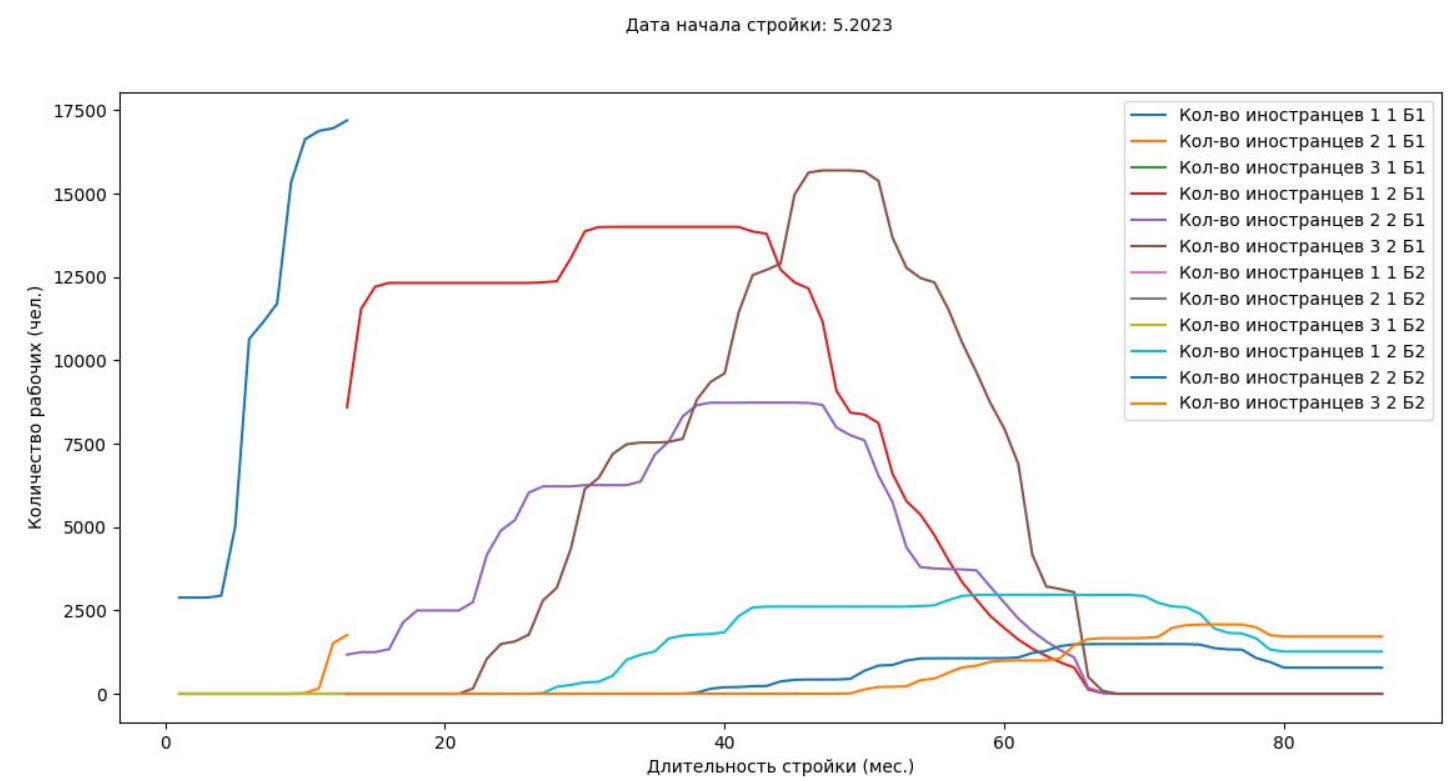 Дата начала стройки: 5.2023
17500
15000
12500
10000
7500
5000
2500
0
Количество рабочих (чел.)
Кол-во иностранцев 1 1 Б1
Кол-во иностранцев 2 1 Б1
Кол-во иностранцев 3 1 Б1
Кол-во иностранцев 1 2 Б1
Кол-во иностранцев 2 2 Б1
Кол-во иностранцев 3 2 Б1
Кол-во иностранцев 1 1 Б2
Кол-во иностранцев 2 1 Б2
Кол-во иностранцев 3 1 Б2
Кол-во иностранцев 1 2 Б2
Кол-во иностранцев 2 2 Б2
Кол-во иностранцев 3 2 Б2
0 20 40 60 80
Длительность стройки (мес.)